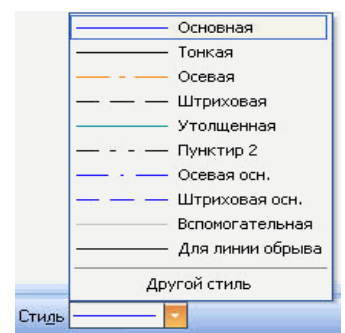 Основная
Тонкая
Осевая
Штриховая
Утолщенная
Пунктир 2
Осевая осн.
Штриховая осн.
Вспомогательная
Для линии обрыва
Другой стиль
Стиль